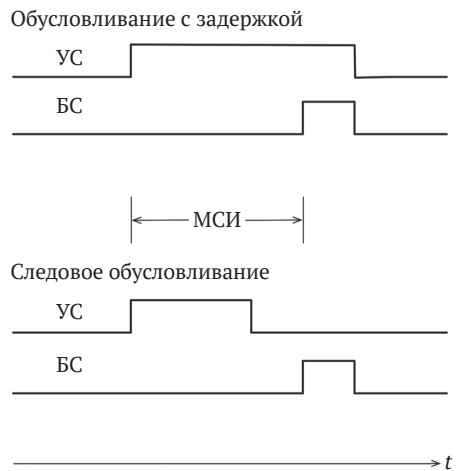 Обусловливание с задержкой
УС
БС
МСИ
Следовое обусловливание
УС
БС
t